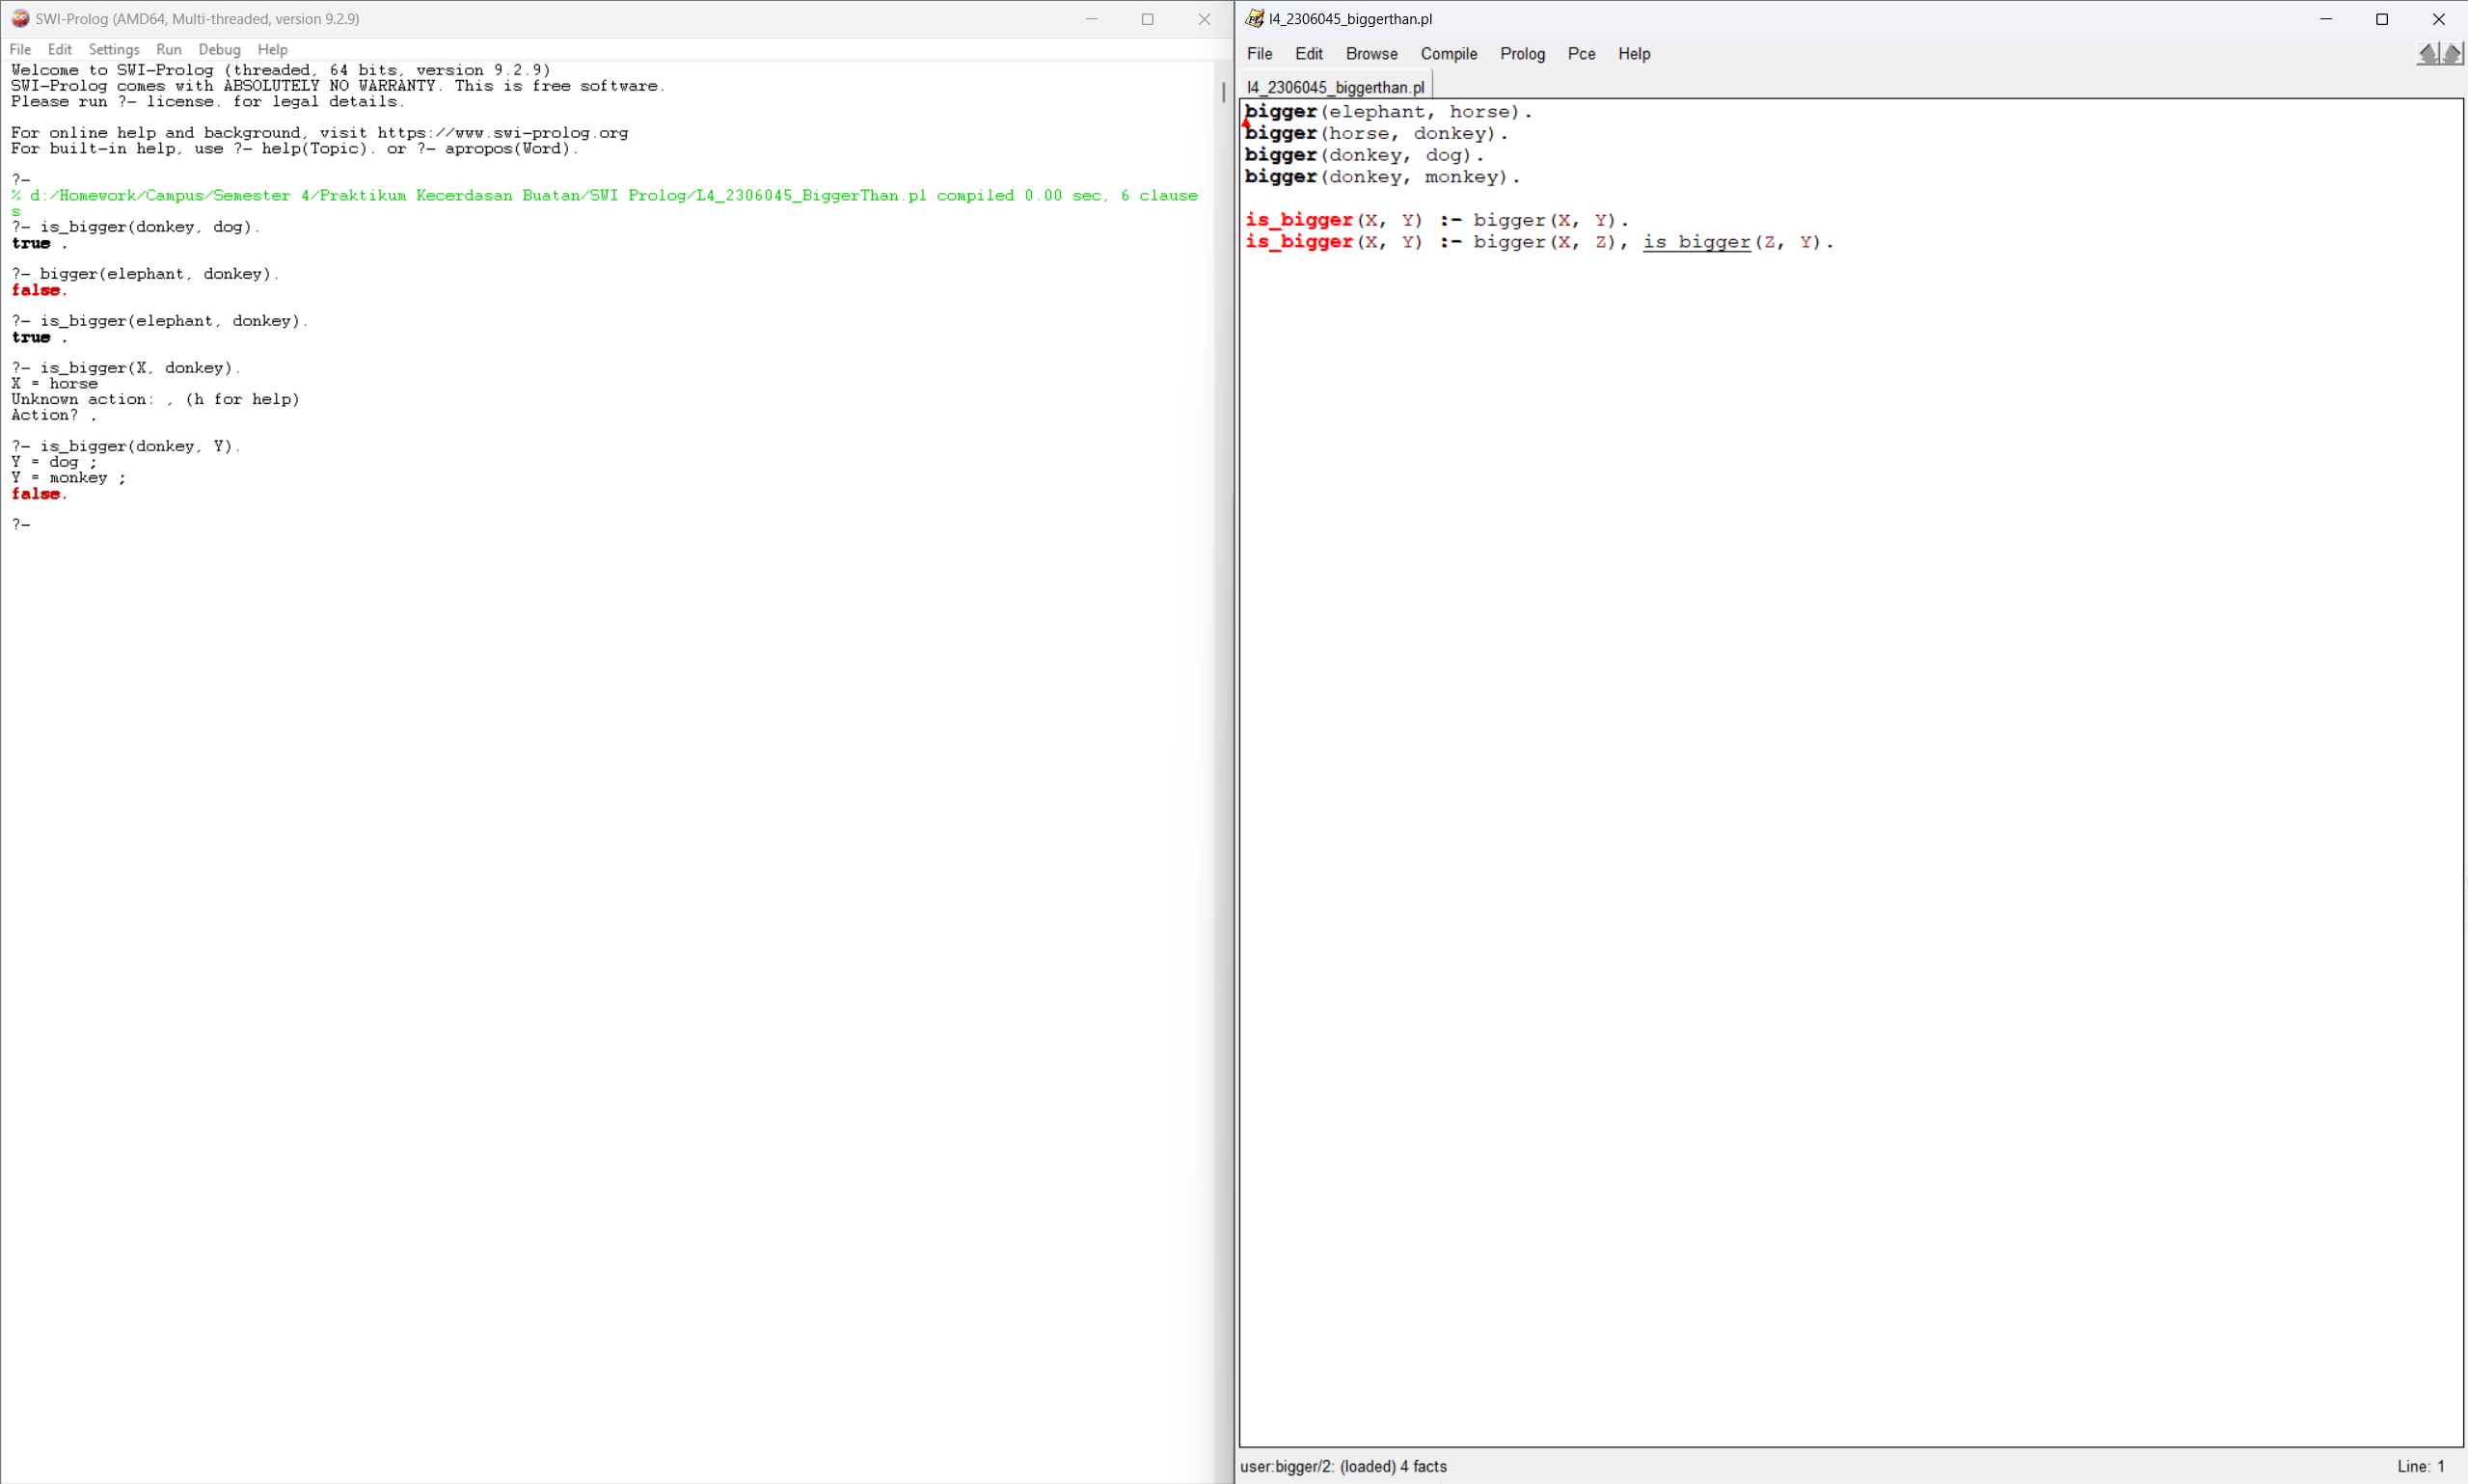 SWI-Prolog (AMD64, Multi-threaded, version 9.2.9)
File Edit Settings Run Debug Help
Welcome to SWI-Prolog (threaded, 64 bits, version 9.2.9)
SWI-Prolog comes with ABSOLUTELY NO WARRANTY. This is free software.
Please run ?- license. for legal details.
For online help and background, visit https://www.swi-prolog.org
For built-in help, use ?- help(Topic). or ?- apropos(Word).
?-
% d:/Homework/Campus/Semester 4/Praktikum Kecerdasan Buatan/SWI Prolog/L4_2306045_BiggerThan.pl compiled 0.00 sec, 6 clause
s
?- is_bigger(donkey, dog).
true .
?- bigger(elephant, donkey).
false.
?- is_bigger(elephant, donkey).
true .
?- is_bigger(X, donkey).
X = horse
Unknown action: , (h for help)
Action? .
?- is_bigger(donkey, Y).
Y = dog ;
Y = monkey ;
false.
?-
l4_2306045_biggerthan.pl
File Edit Browse Compile Prolog Pce Help
l4_2306045_biggerthan.pl
bigger(elephant, horse).
bigger(horse, donkey).
bigger(donkey, dog).
bigger(donkey, monkey).
is_bigger(X, Y) :- bigger(X, Y).
is_bigger(X, Y) :- bigger(X, Z), is_bigger(Z, Y).
user:bigger/2: (loaded) 4 facts
Line: 1